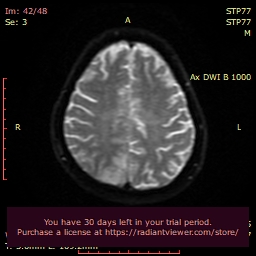 Im: 42/48
Se: 3
A
STP77
STP77
M
Ax DWI B 1000
R
L
You have 30 days left in your trial period.
Purchase a license at https://radiantviewer.com/store/